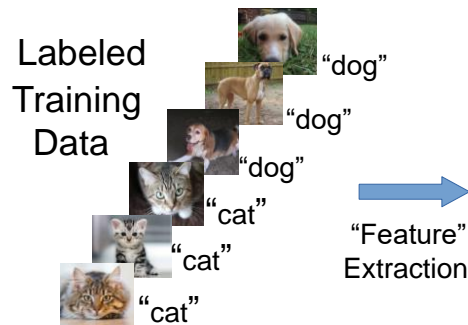 Labeled
Training
Data
“dog”
“dog”
“dog”
“cat”
“cat”
“cat”
“Feature”
Extraction